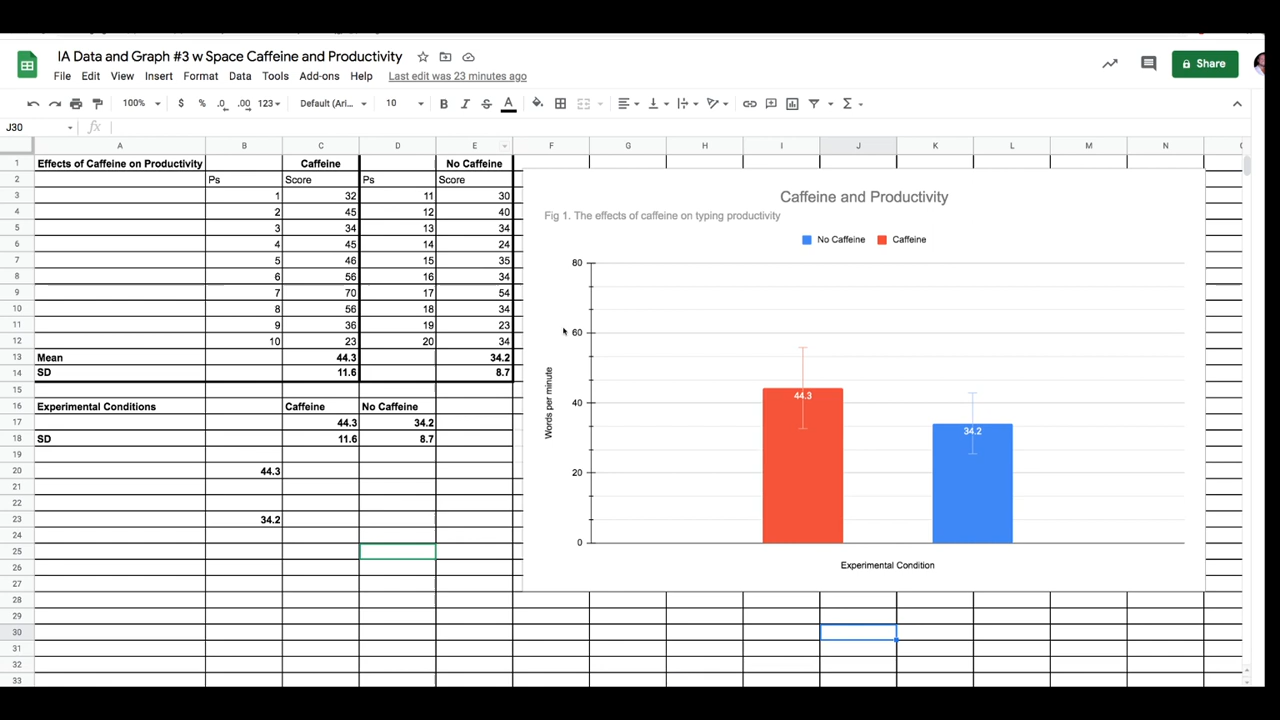 IA Data and Graph #3 w Space Caffeine and Productivity
File Edit View Insert Format Data Tools Add-ons Help Last edit was 23 minutes ago
Share
100% $ % .0 .00 123 Default (Ari... 10 B I S A
J30 fx
A B C D E F G H I J K L M N
1 Effects of Caffeine on Productivity Caffeine No Caffeine
2 Ps Score Ps Score
3 1 32 11 30
4 2 45 12 40
5 3 34 13 34
6 4 45 14 24
7 5 46 15 35
8 6 56 16 34
9 7 70 17 54
10 8 56 18 34
11 9 36 19 23
12 10 23 20 34
13 Mean 44.3 34.2
14 SD 11.6 8.7
15
16 Experimental Conditions Caffeine No Caffeine
17 44.3 34.2
18 SD 11.6 8.7
19
20 44.3
21
22
23 34.2
24
25
26
27
28
29
30
31
32
33
Caffeine and Productivity
Fig 1. The effects of caffeine on typing productivity
No Caffeine Caffeine
80
60
40
20
0
Words per minute
44.3
34.2
Experimental Condition